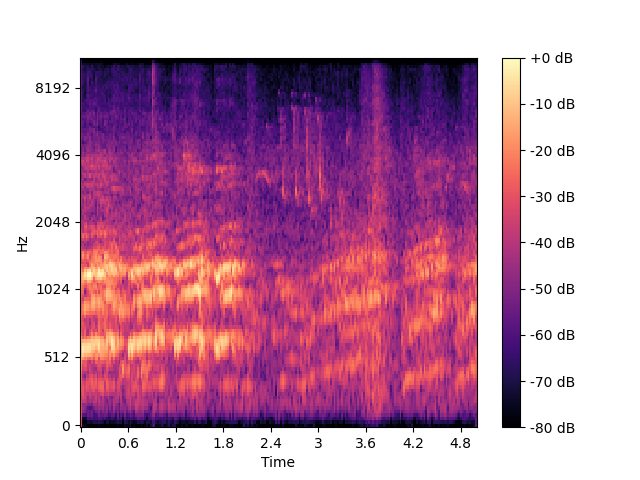 +0 dB
8192
-10 dB
4096
-20 dB
-30 dB
2048
Hz
-40 dB
1024
-50 dB
512
-60 dB
-70 dB
0
-80 dB
0 0.6 1.2 1.8 2.4 3 3.6 4.2 4.8
Time